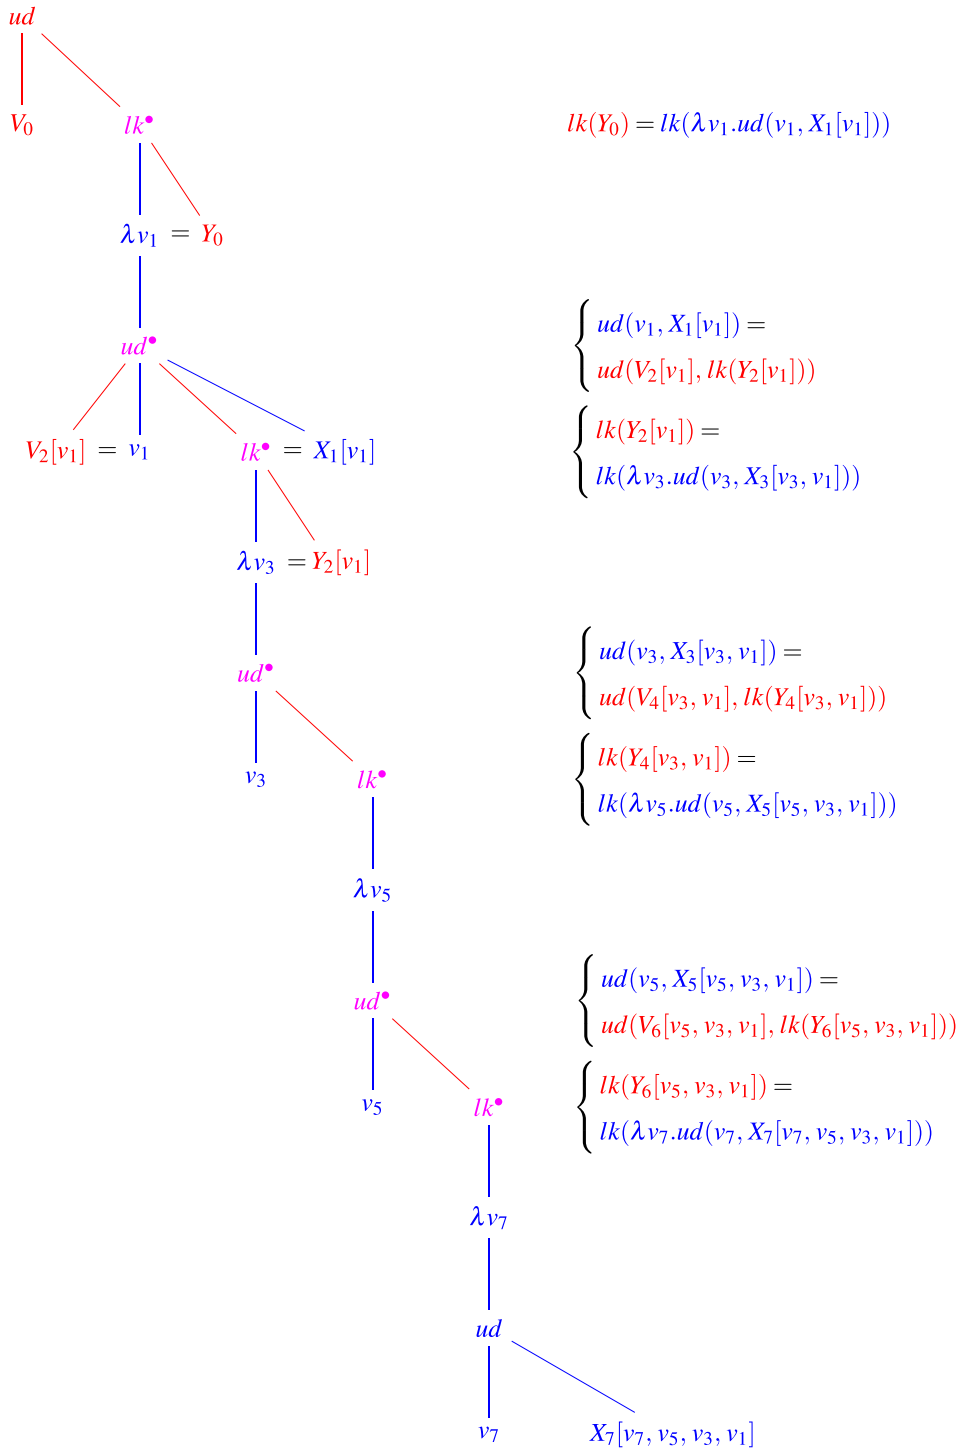 ud
V₀ lk• lk(Y₀) = lk(λv₁.ud(v₁, X₁[v₁]))
λv₁ = Y₀
ud• ud(v₁, X₁[v₁]) =
ud(V₂[v₁], lk(Y₂[v₁]))
V₂[v₁] = v₁ lk• = X₁[v₁] lk(Y₂[v₁]) =
lk(λv₃.ud(v₃, X₃[v₃, v₁]))
λv₃ = Y₂[v₁]
ud• ud(v₃, X₃[v₃, v₁]) =
ud(V₄[v₃, v₁], lk(Y₄[v₃, v₁]))
v₃ lk• lk(Y₄[v₃, v₁]) =
lk(λv₅.ud(v₅, X₅[v₅, v₃, v₁]))
λv₅
ud• ud(v₅, X₅[v₅, v₃, v₁]) =
ud(V₆[v₅, v₃, v₁], lk(Y₆[v₅, v₃, v₁]))
v₅ lk• lk(Y₆[v₅, v₃, v₁]) =
lk(λv₇.ud(v₇, X₇[v₇, v₅, v₃, v₁]))
λv₇
ud
v₇ X₇[v₇, v₅, v₃, v₁]